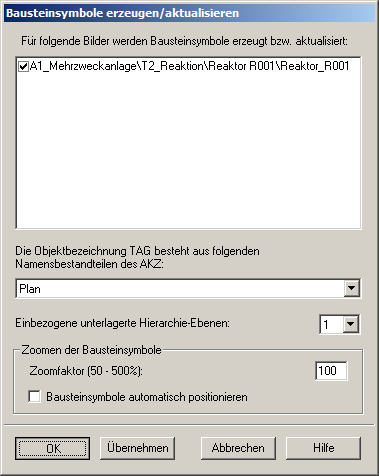 Bausteinsymbole erzeugen/aktualisieren
Für folgende Bilder werden Bausteinsymbole erzeugt bzw. aktualisiert:
A1_Mehrzweckanlage\T2_Reaktion\Reaktor R001\Reaktor_R001
Die Objektbezeichnung TAG besteht aus folgenden
Namensbestandteilen des AKZ:
Plan
Einbezogene unterlagerte Hierarchie-Ebenen: 1
Zoomen der Bausteinsymbole
Zoomfaktor (50 - 500%): 100
Bausteinsymbole automatisch positionieren
OK Übernehmen Abbrechen Hilfe